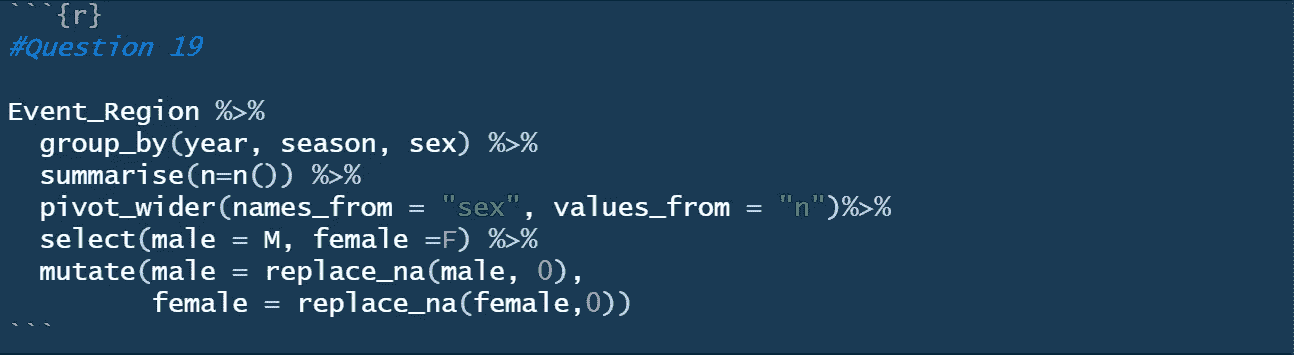 ```{r}
#Question 19
Event_Region %>%
  group_by(year, season, sex) %>%
  summarise(n=n()) %>%
  pivot_wider(names_from = "sex", values_from = "n")%>%
  select(male = M, female =F) %>%
  mutate(male = replace_na(male, 0),
         female = replace_na(female,0))
```